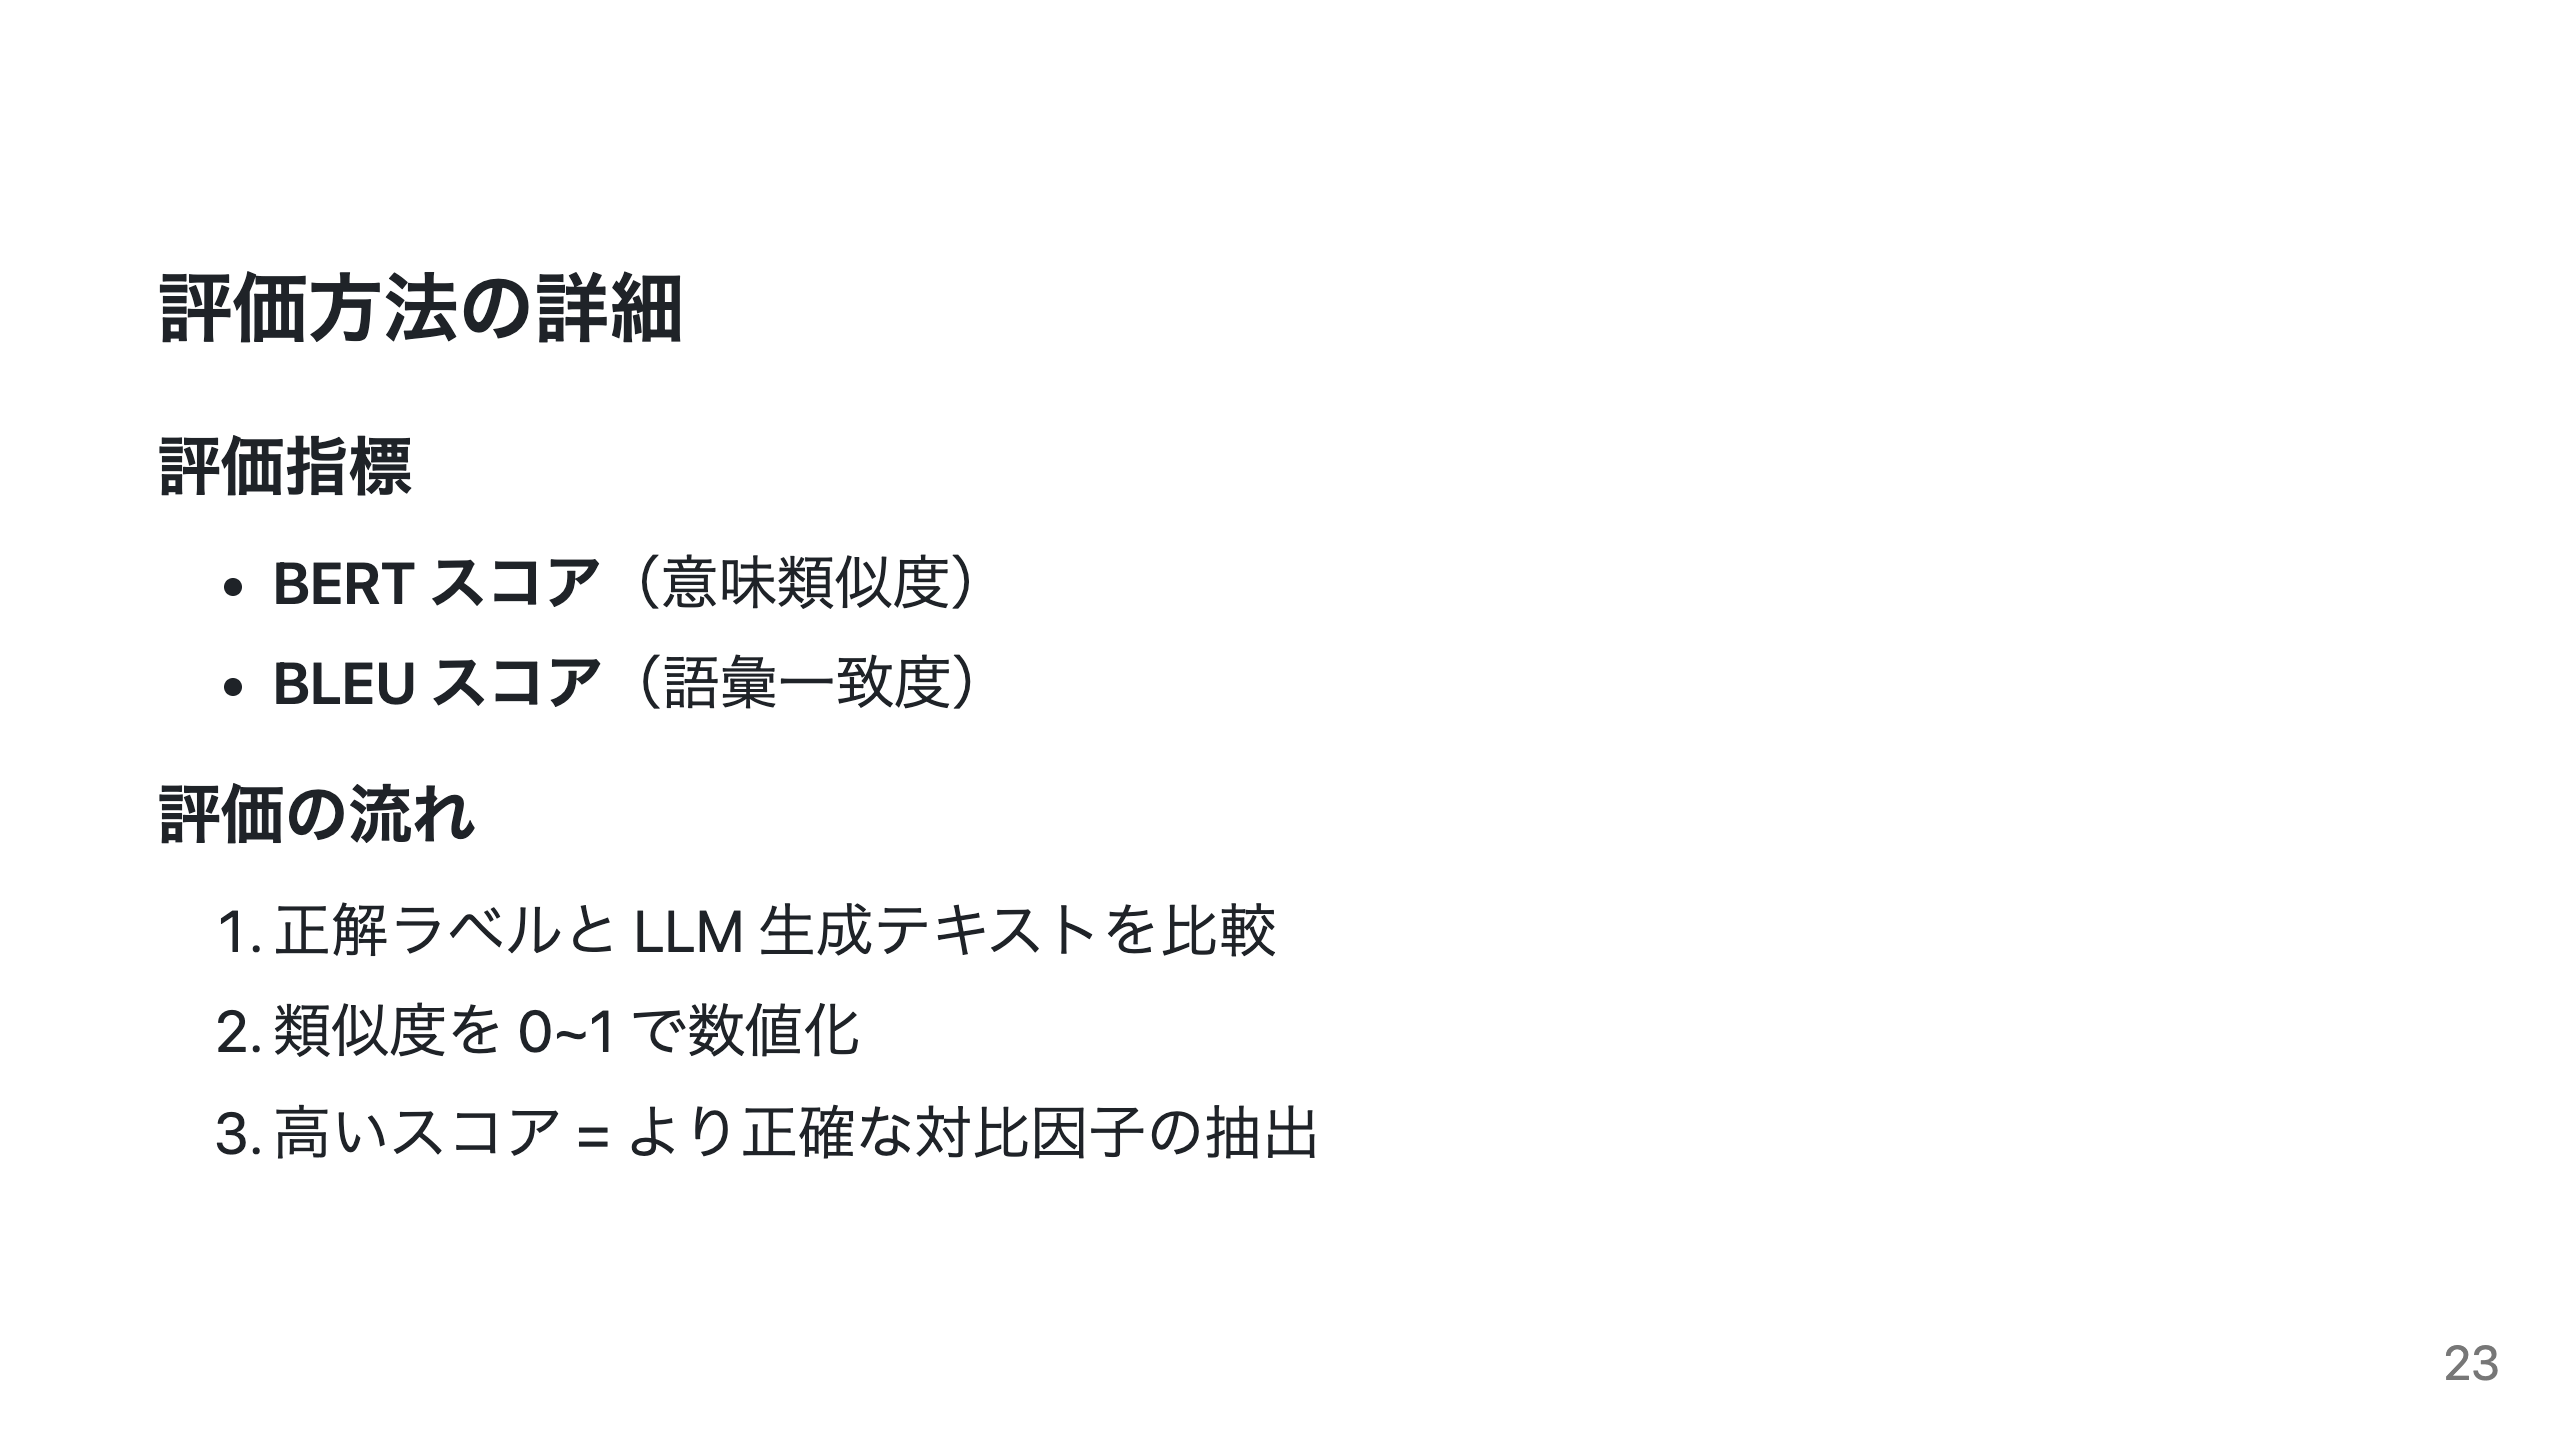 評価方法の詳細
評価指標
• BERT スコア（意味類似度）
• BLEU スコア（語彙一致度）
評価の流れ
1. 正解ラベルと LLM 生成テキストを比較
2. 類似度を 0~1 で数値化
3. 高いスコア = より正確な対比因子の抽出
23